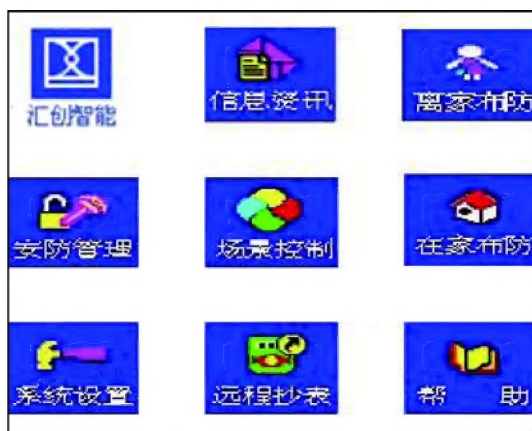 汇创智能
信息资讯
离家布防
安防管理
场景控制
在家布防
系统设置
远程抄表
帮 助